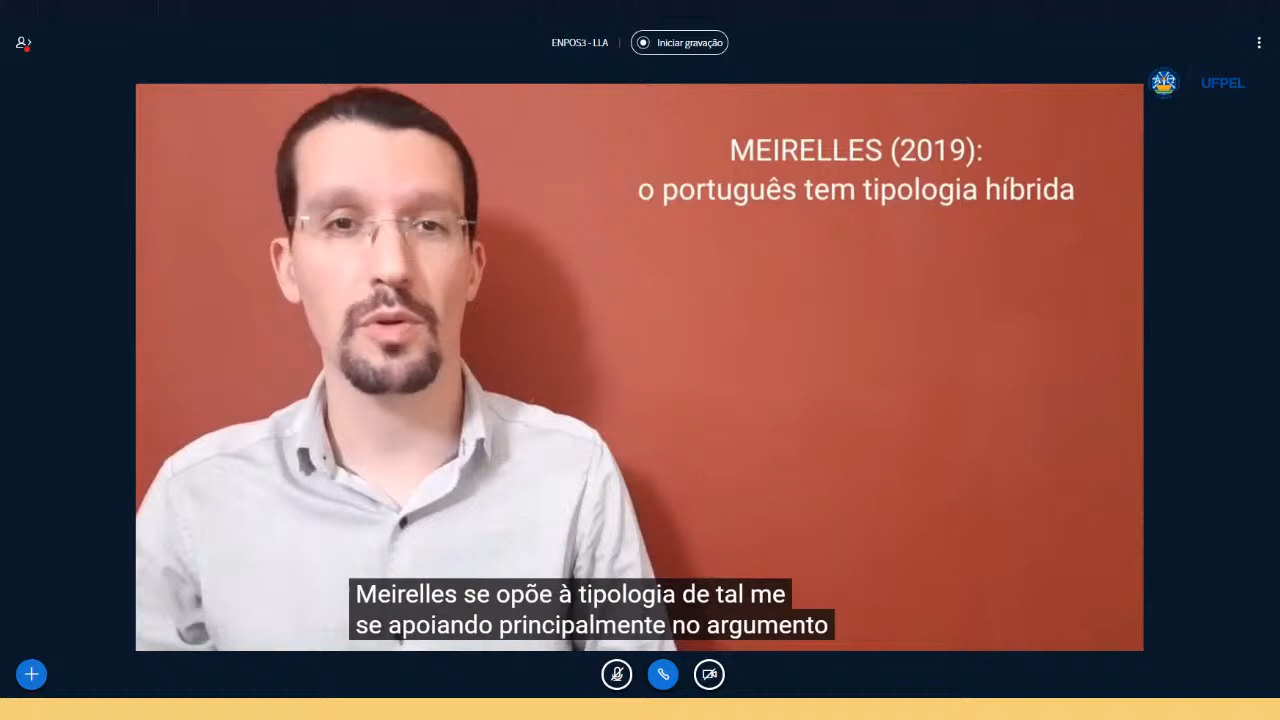 ENPOS3 - LLA
Iniciar gravação
UFPEL
MEIRELLES (2019):
o português tem tipologia híbrida
Meirelles se opõe à tipologia de tal me
se apoiando principalmente no argumento